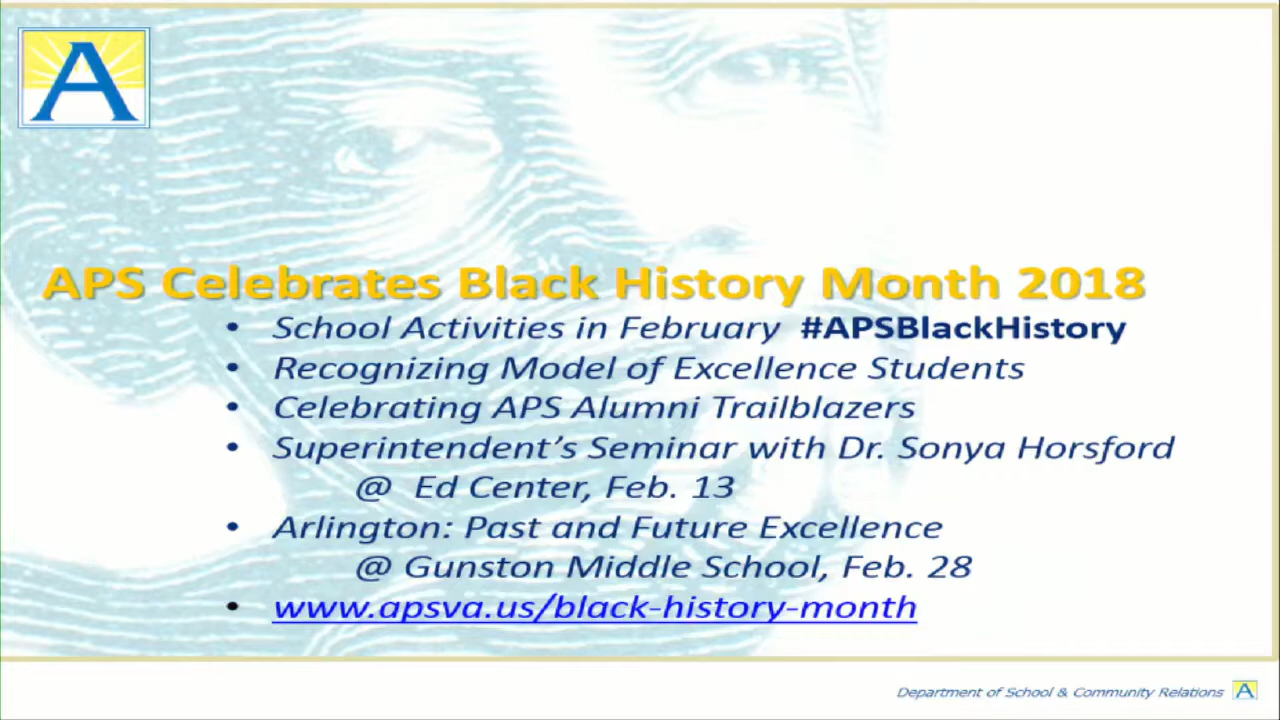 A
APS Celebrates Black History Month 2018
• School Activities in February #APSBlackHistory
• Recognizing Model of Excellence Students
• Celebrating APS Alumni Trailblazers
• Superintendent’s Seminar with Dr. Sonya Horsford
@ Ed Center, Feb. 13
• Arlington: Past and Future Excellence
@ Gunston Middle School, Feb. 28
• www.apsva.us/black-history-month
Department of School & Community Relations A